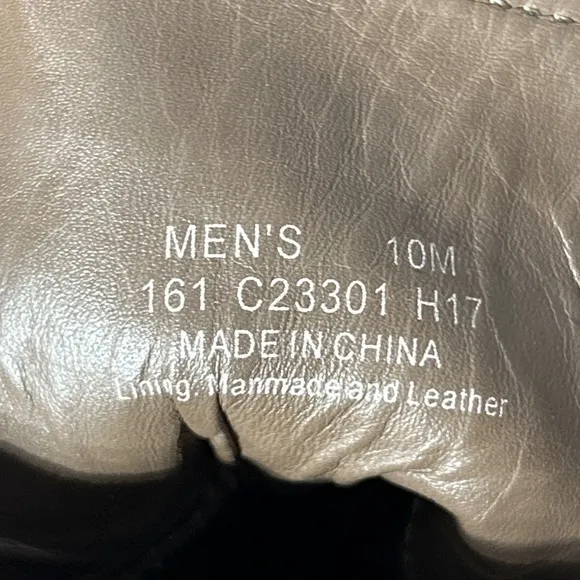 MEN'S 10M
161 C23301 H17
MADE IN CHINA
Lining: Manmade and Leather